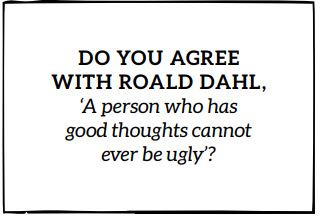 DO YOU AGREE
WITH ROALD DAHL,
‘A person who has
good thoughts cannot
ever be ugly’?